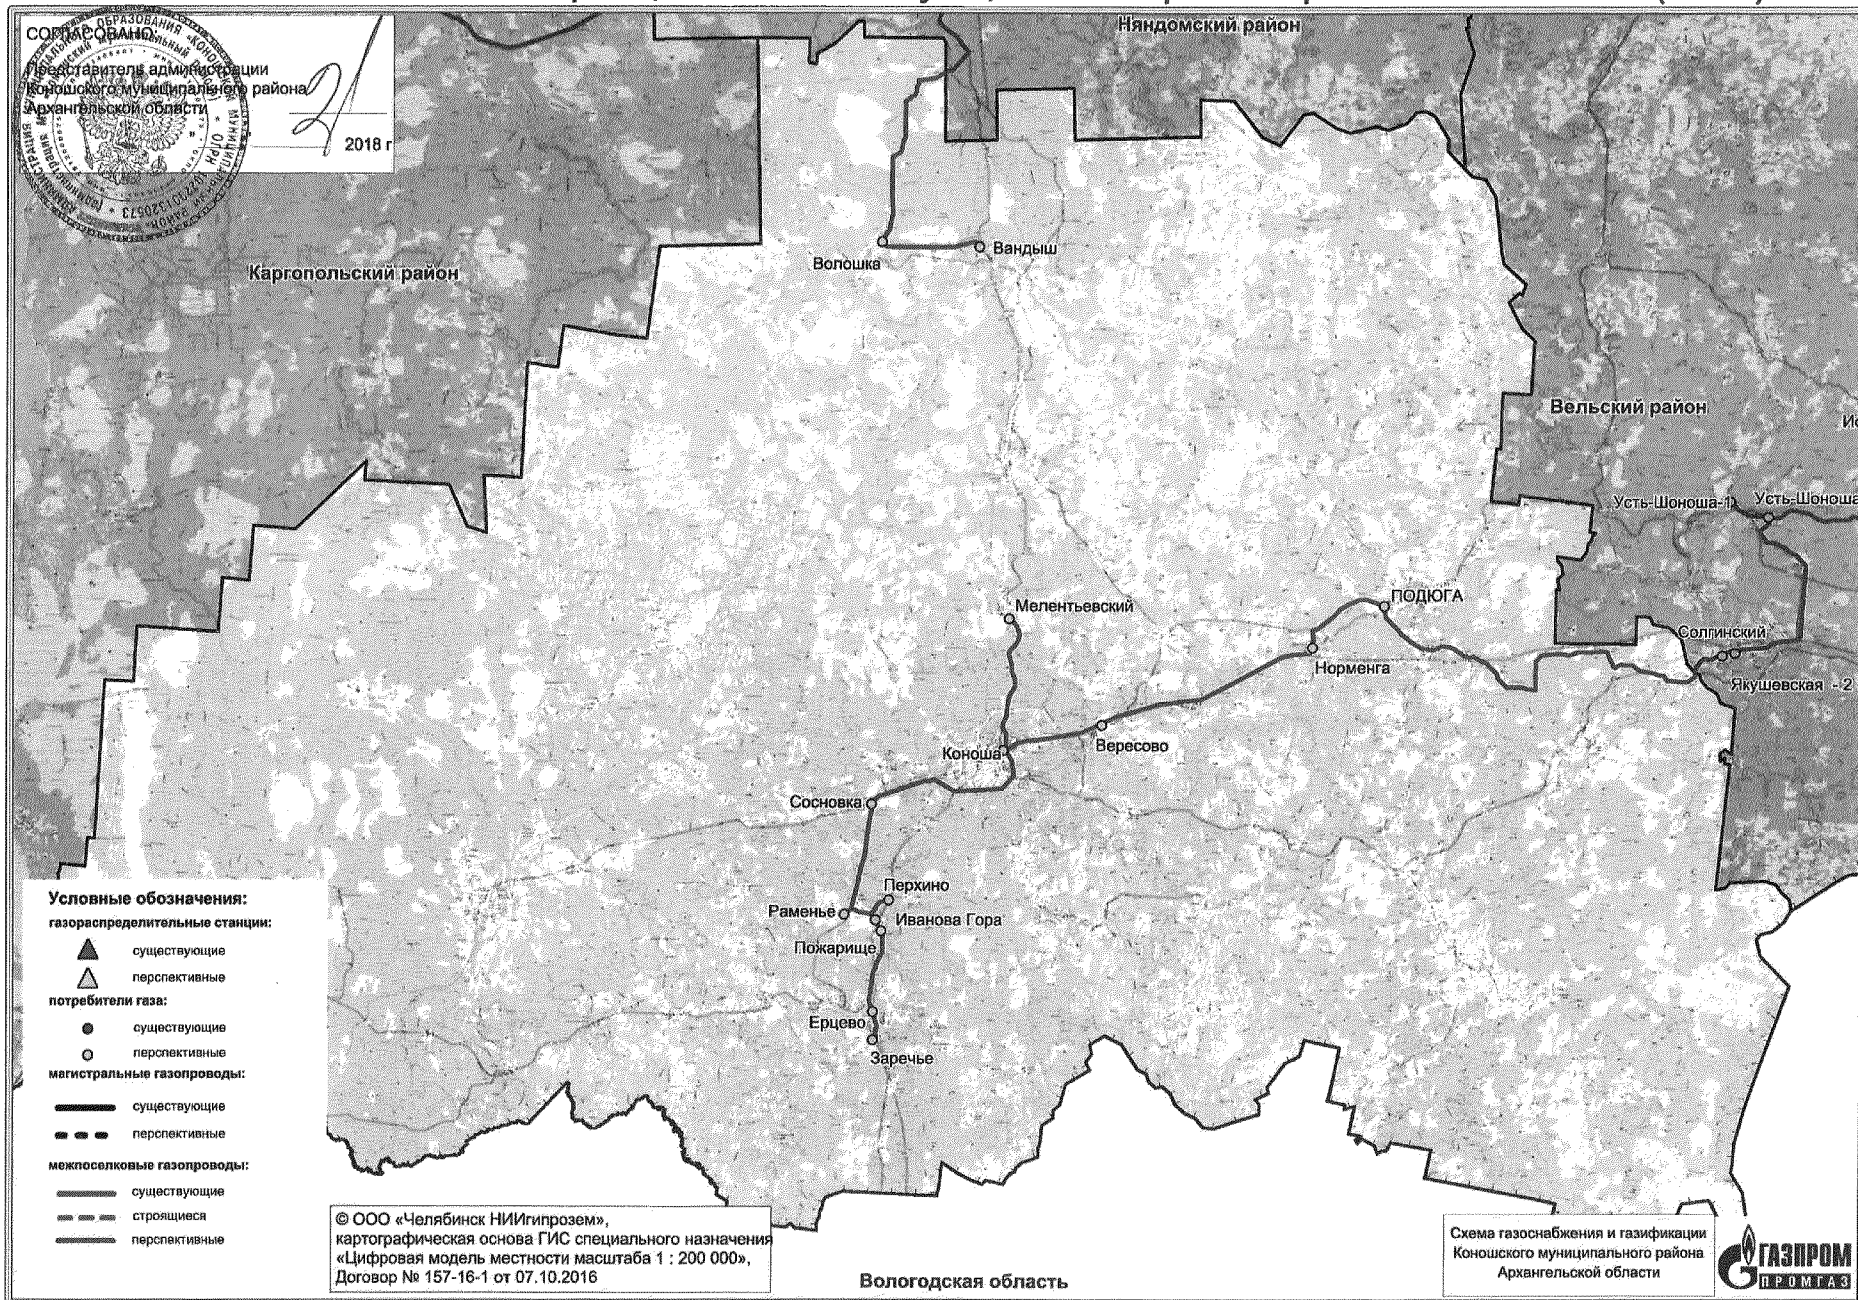 СОГЛАСОВАНО:
Представитель администрации
Коношского муниципального района
Архангельской области
2018 г
Няндомский район
Каргопольский район
Волошка
Вандыш
Вельский район
Усть-Шоноша-1
Усть-Шоноша
Мелентьевский
ПОДЮГА
Солгинский
Норменга
Якушевская - 2
Коноша
Вересово
Сосновка
Перхино
Раменье
Иванова Гора
Пожарище
Ерцево
Заречье
Условные обозначения:
газораспределительные станции:
существующие
перспективные
потребители газа:
существующие
перспективные
магистральные газопроводы:
существующие
перспективные
межпоселковые газопроводы:
существующие
строящиеся
перспективные
© ООО «Челябинск НИИгипрозем»,
картографическая основа ГИС специального назначения
«Цифровая модель местности масштаба 1 : 200 000»,
Договор № 157-16-1 от 07.10.2016
Вологодская область
Схема газоснабжения и газификации
Коношского муниципального района
Архангельской области
ГАЗПРОМ
ПРОМГАЗ